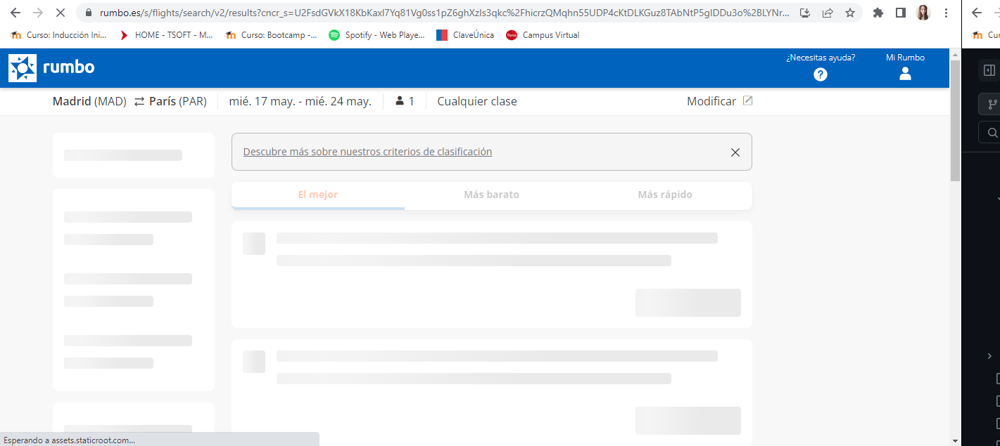 rumbo.es/s/flights/search/v2/results?cncr_s=U2FsdGVkX18KbKaxl7Yq81Vg0ss1pZ6ghXzIs3qkc%2FhicrzQMqhn55UDP4cKtDLKGuz8TAbNtP5gIDDu3o%2BLYNr...
Curso: Inducción Ini... HOME - TSOFT - M... Curso: Bootcamp -... Spotify - Web Playe... ClaveÚnica Campus Virtual Cur
rumbo ¿Necesitas ayuda? Mi Rumbo
Madrid (MAD) París (PAR) mié. 17 may. - mié. 24 may. 1 Cualquier clase Modificar
Descubre más sobre nuestros criterios de clasificación
El mejor Más barato Más rápido
Esperando a assets.staticroot.com...